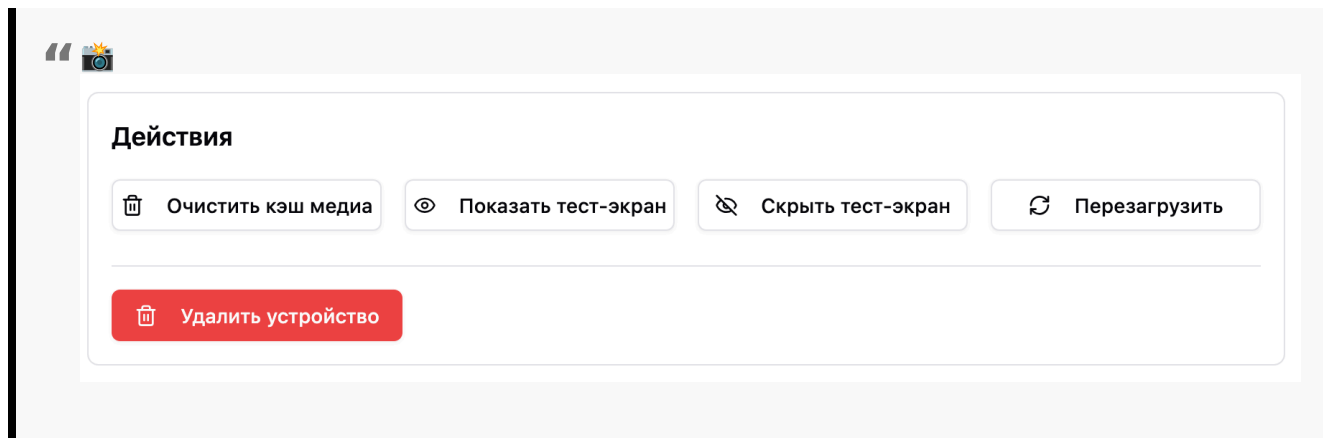 “ 📸
Действия
Очистить кэш медиа Показать тест-экран Скрыть тест-экран Перезагрузить
Удалить устройство